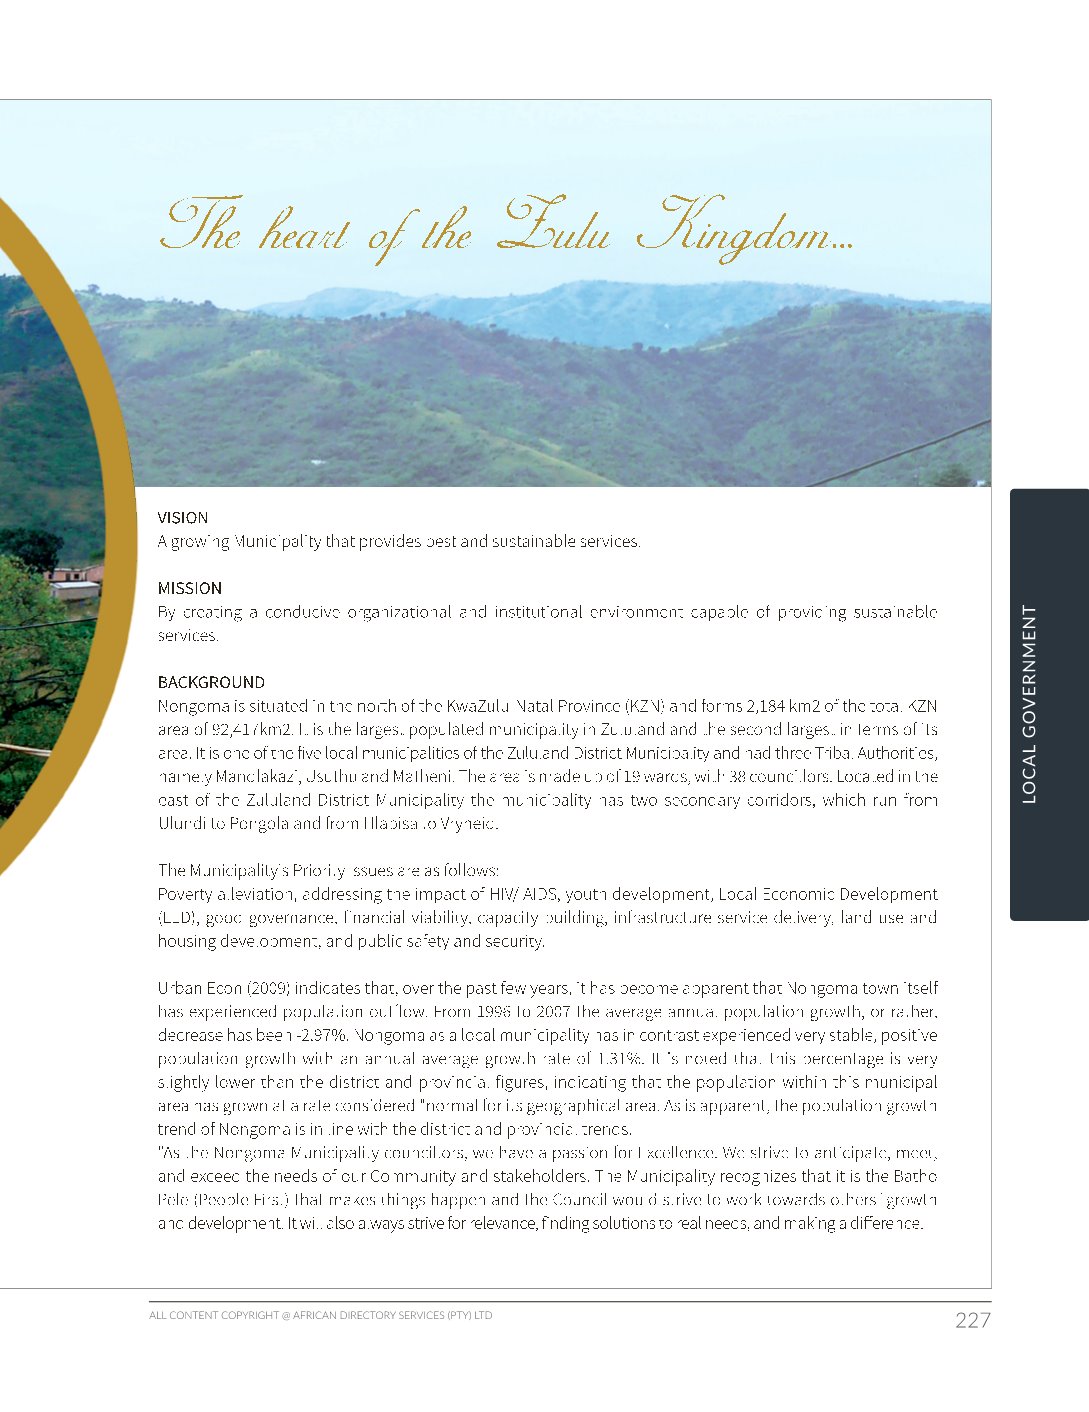 The heart of the Zulu Kingdom...
VISION
A growing Municipality that provides best and sustainable services.
MISSION
By creating a conducive organizational and institutional environment capable of providing sustainable
services.
BACKGROUND
Nongoma is situated in the north of the KwaZulu-Natal Province (KZN) and forms 2,184 km2 of the total KZN
area of 92,417km2. It is the largest populated municipality in Zululand and the second largest in terms of its
area. It is one of the five local municipalities of the Zululand District Municipality and had three Tribal Authorities,
namely Mandlakazi, Usuthu and Matheni. The area is made up of 19 wards, with 38 councillors. Located in the
east of the Zululand District Municipality the municipality has two secondary corridors, which run from
Ulundi to Pongola and from Hlabisa to Vryheid.
The Municipality's Priority issues are as follows:
Poverty alleviation, addressing the impact of HIV/ AIDS, youth development, Local Economic Development
(LED), good governance, financial viability, capacity building, infrastructure service delivery, land use and
housing development, and public safety and security.
Urban Econ (2009) indicates that, over the past few years, it has become apparent that Nongoma town itself
has experienced population outflow. From 1996 to 2007 the average annual population growth, or rather,
decrease has been -2.97%. Nongoma as a local municipality has in contrast experienced very stable, positive
population growth with an annual average growth rate of 1.31%. It is noted that this percentage is very
slightly lower than the district and provincial figures, indicating that the population within this municipal
area has grown at a rate considered "normal for its geographical area. As is apparent, the population growth
trend of Nongoma is in line with the district and provincial trends.
"As the Nongoma Municipality councillors, we have a passion for Excellence. We strive to anticipate, meet,
and exceed the needs of our Community and stakeholders. The Municipality recognizes that it is the Batho
Pele (People First) that makes things happen and the Council would strive to work towards others' growth
and development. It will also always strive for relevance, finding solutions to real needs, and making a difference.
LOCAL GOVERNMENT
ALL CONTENT COPYRIGHT @ AFRICAN DIRECTORY SERVICES (PTY) LTD
227